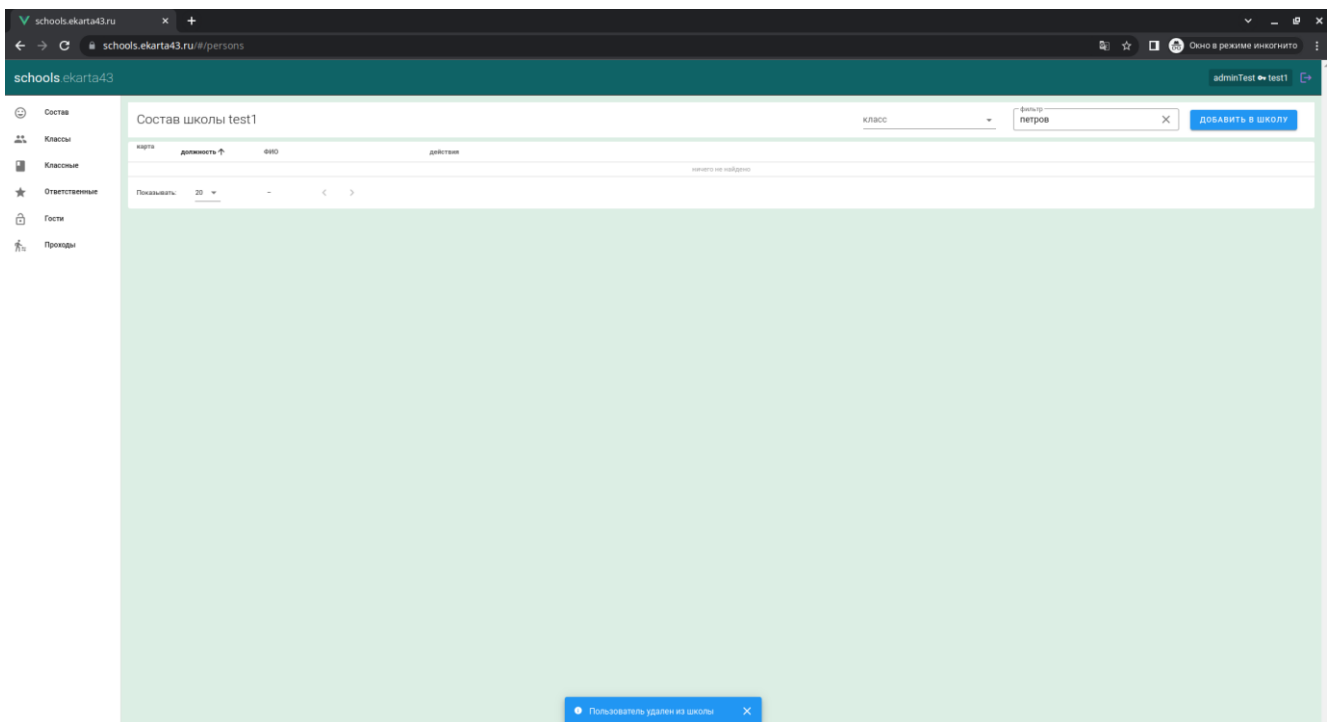 schools.ekarta43.ru
schools.ekarta43.ru/#/persons
Окно в режиме инкогнито
schools.ekarta43
adminTest test1
Состав
Классы
Классные
Ответственные
Гости
Проходы
Состав школы test1
класс
фильтр
петров
ДОБАВИТЬ В ШКОЛУ
карта должность ФИО действия
ничего не найдено
Показывать: 20 –
Пользователь удален из школы